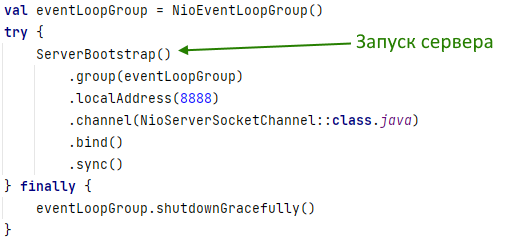 val eventLoopGroup = NioEventLoopGroup()
try {
    ServerBootstrap()
        .group(eventLoopGroup)
        .localAddress(8888)
        .channel(NioServerSocketChannel::class.java)
        .bind()
        .sync()
} finally {
    eventLoopGroup.shutdownGracefully()
}
Запуск сервера